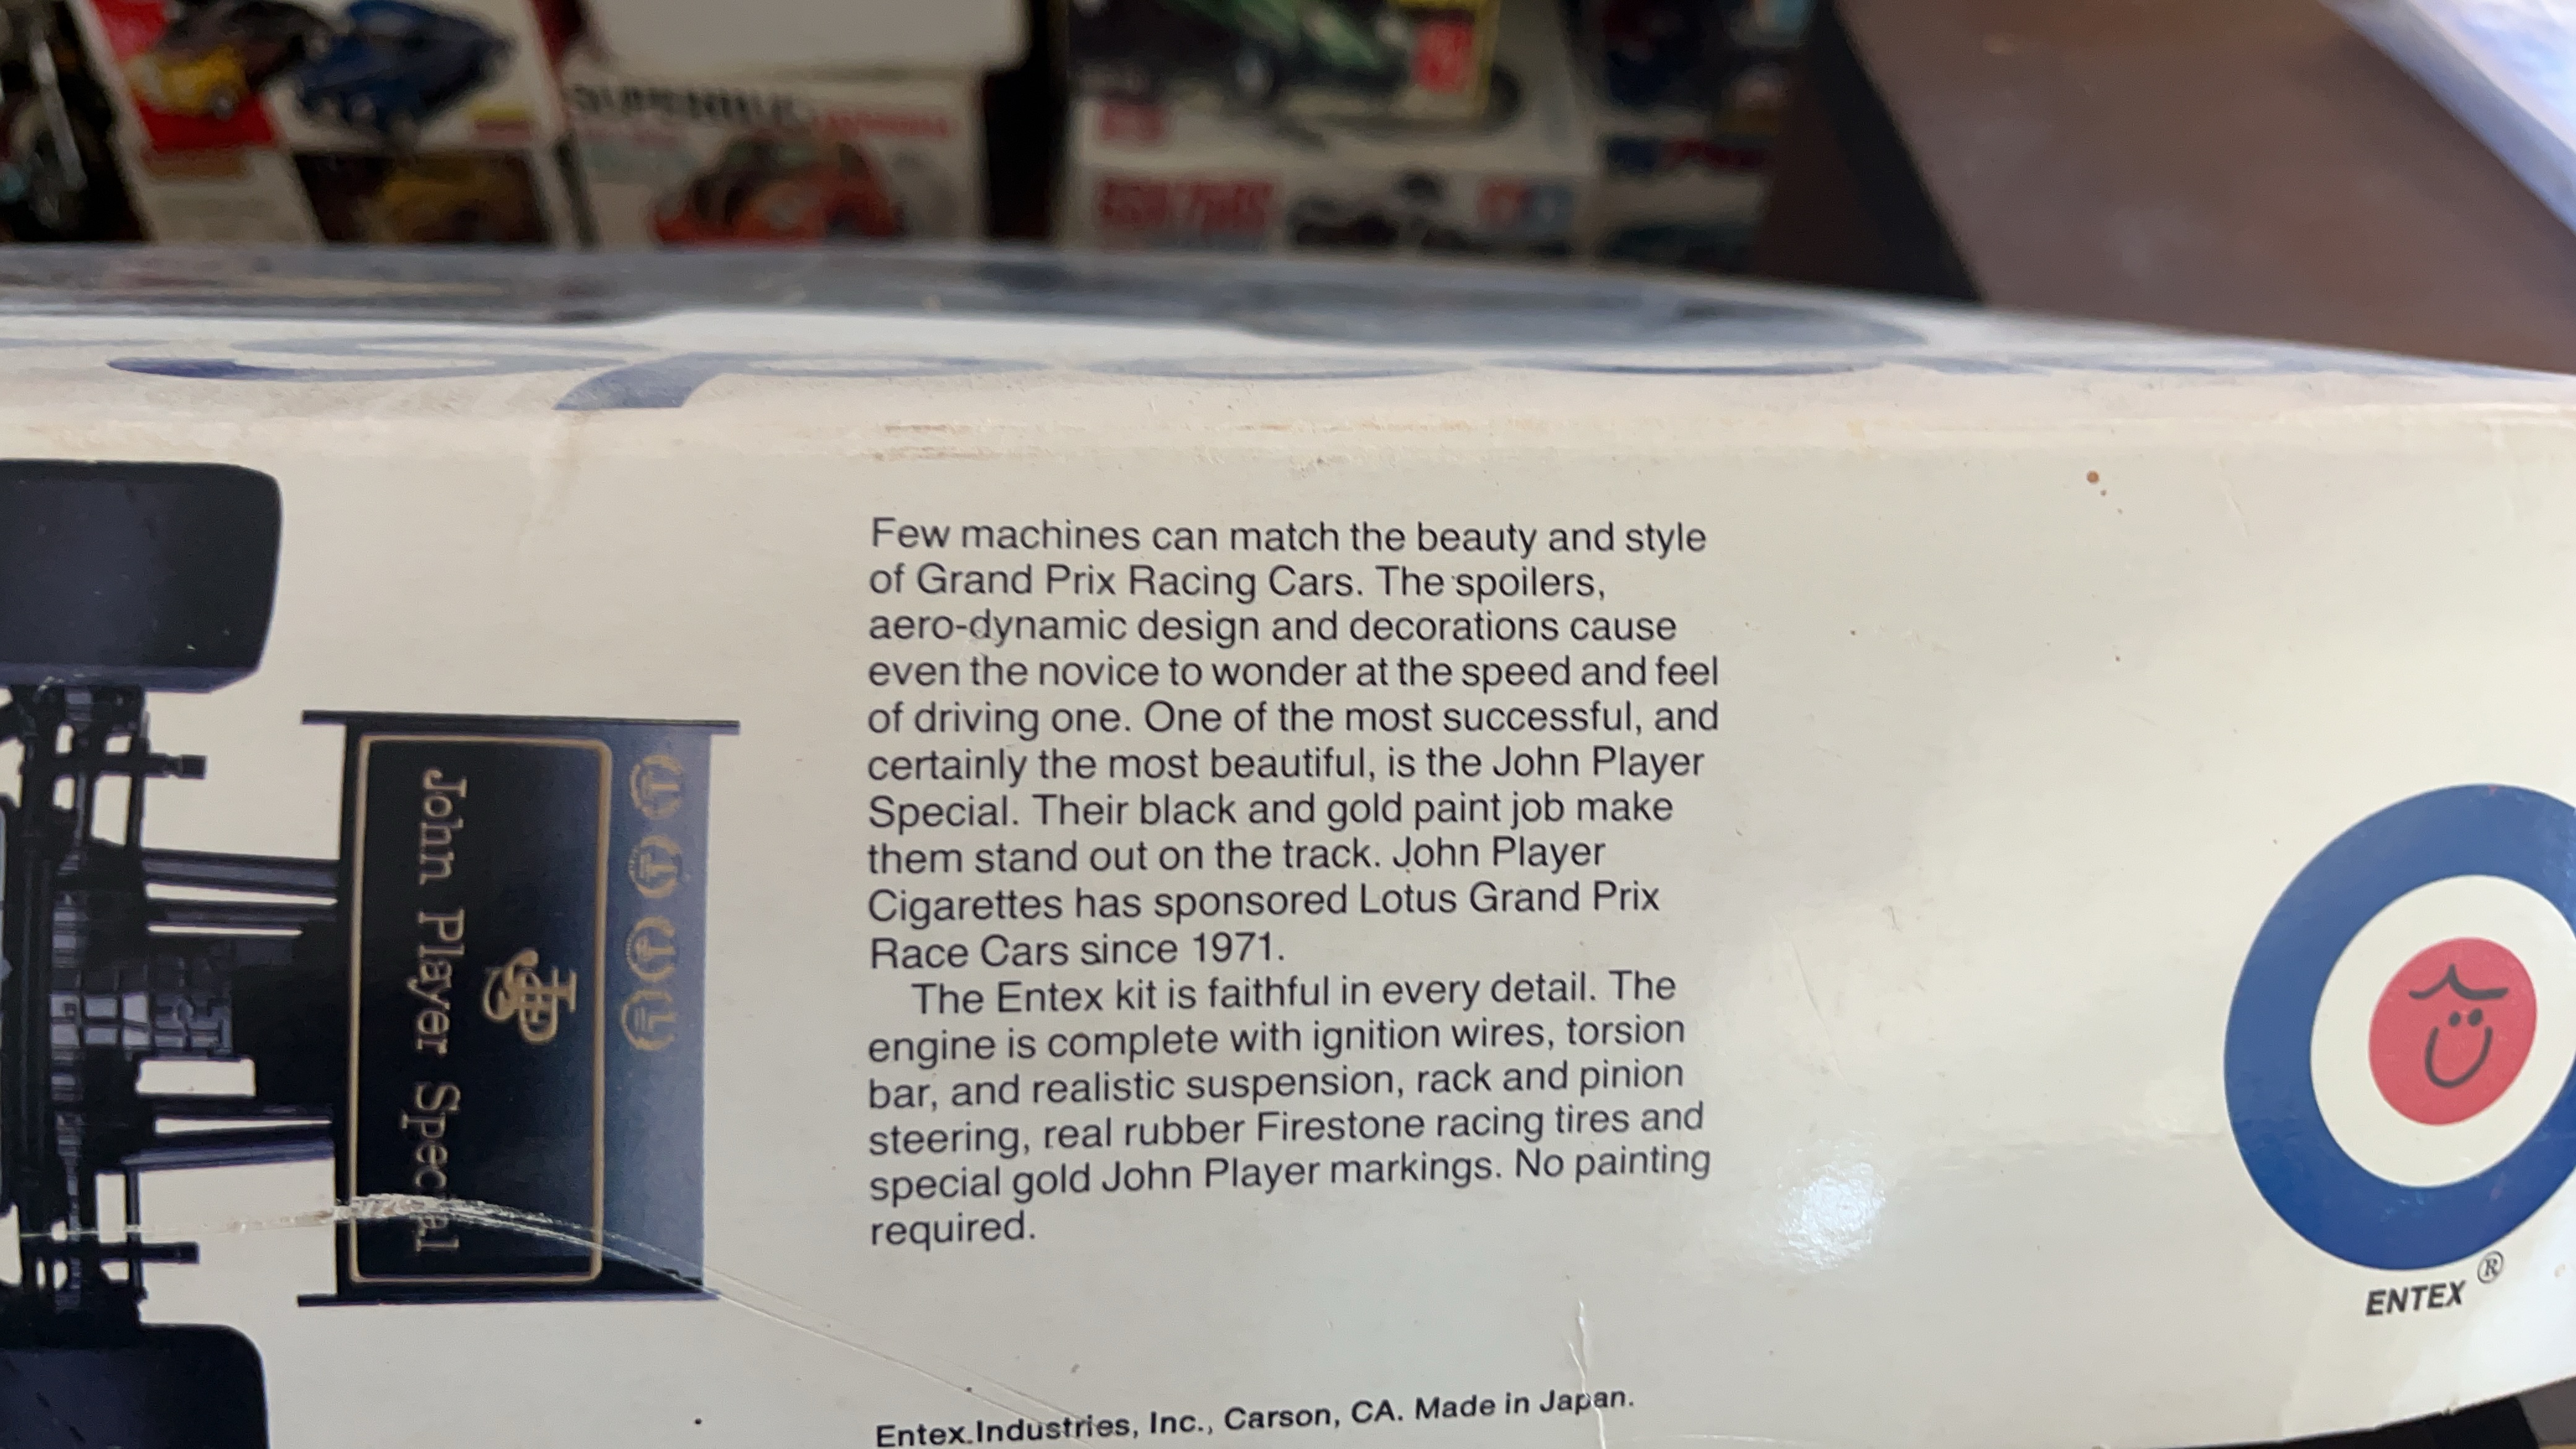 SUPERBUG
Few machines can match the beauty and style
of Grand Prix Racing Cars. The spoilers,
aero-dynamic design and decorations cause
even the novice to wonder at the speed and feel
of driving one. One of the most successful, and
certainly the most beautiful, is the John Player
Special. Their black and gold paint job make
them stand out on the track. John Player
Cigarettes has sponsored Lotus Grand Prix
Race Cars since 1971.
The Entex kit is faithful in every detail. The
engine is complete with ignition wires, torsion
bar, and realistic suspension, rack and pinion
steering, real rubber Firestone racing tires and
special gold John Player markings. No painting
required.
Entex Industries, Inc., Carson, CA. Made in Japan.
John Player Special
JPS
ENTEX ®